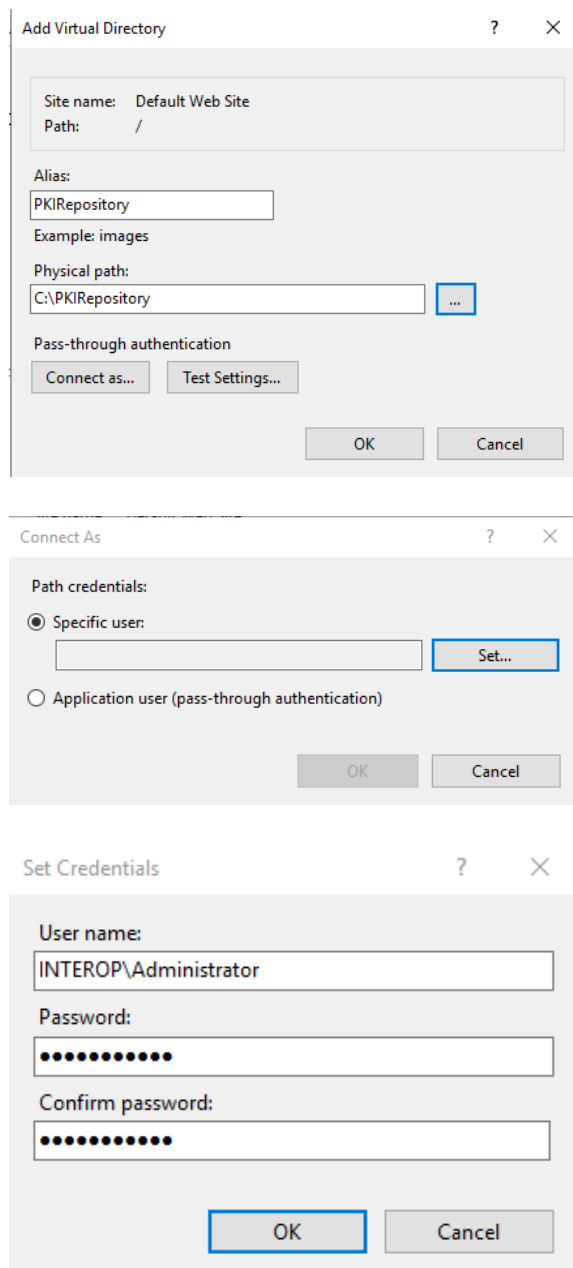 Add Virtual Directory ?
Site name: Default Web Site
Path: /
Alias:
PKIRepository
Example: images
Physical path:
C:\PKIRepository
...
Pass-through authentication
Connect as... Test Settings...
OK Cancel
Connect As ?
Path credentials:
Specific user:
Set...
Application user (pass-through authentication)
OK Cancel
Set Credentials ?
User name:
INTEROP\Administrator
Password:
●●●●●●●●●●●
Confirm password:
●●●●●●●●●●●
OK Cancel